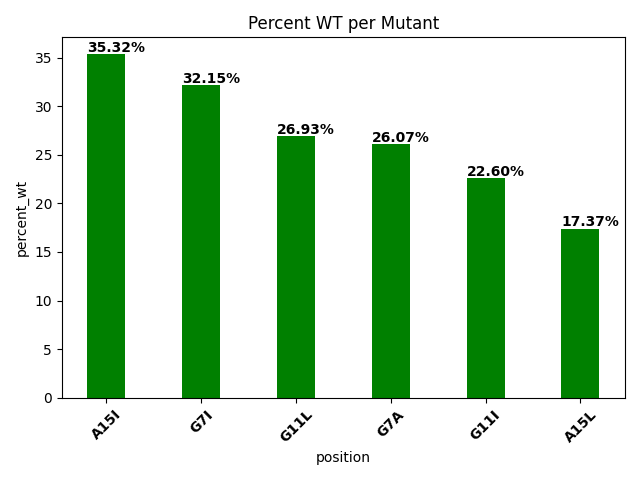 Percent WT per Mutant
35.32%
32.15%
26.93%
26.07%
22.60%
17.37%
percent_wt
35
30
25
20
15
10
5
0
A15I
G7I
G11L
G7A
G11I
A15L
position